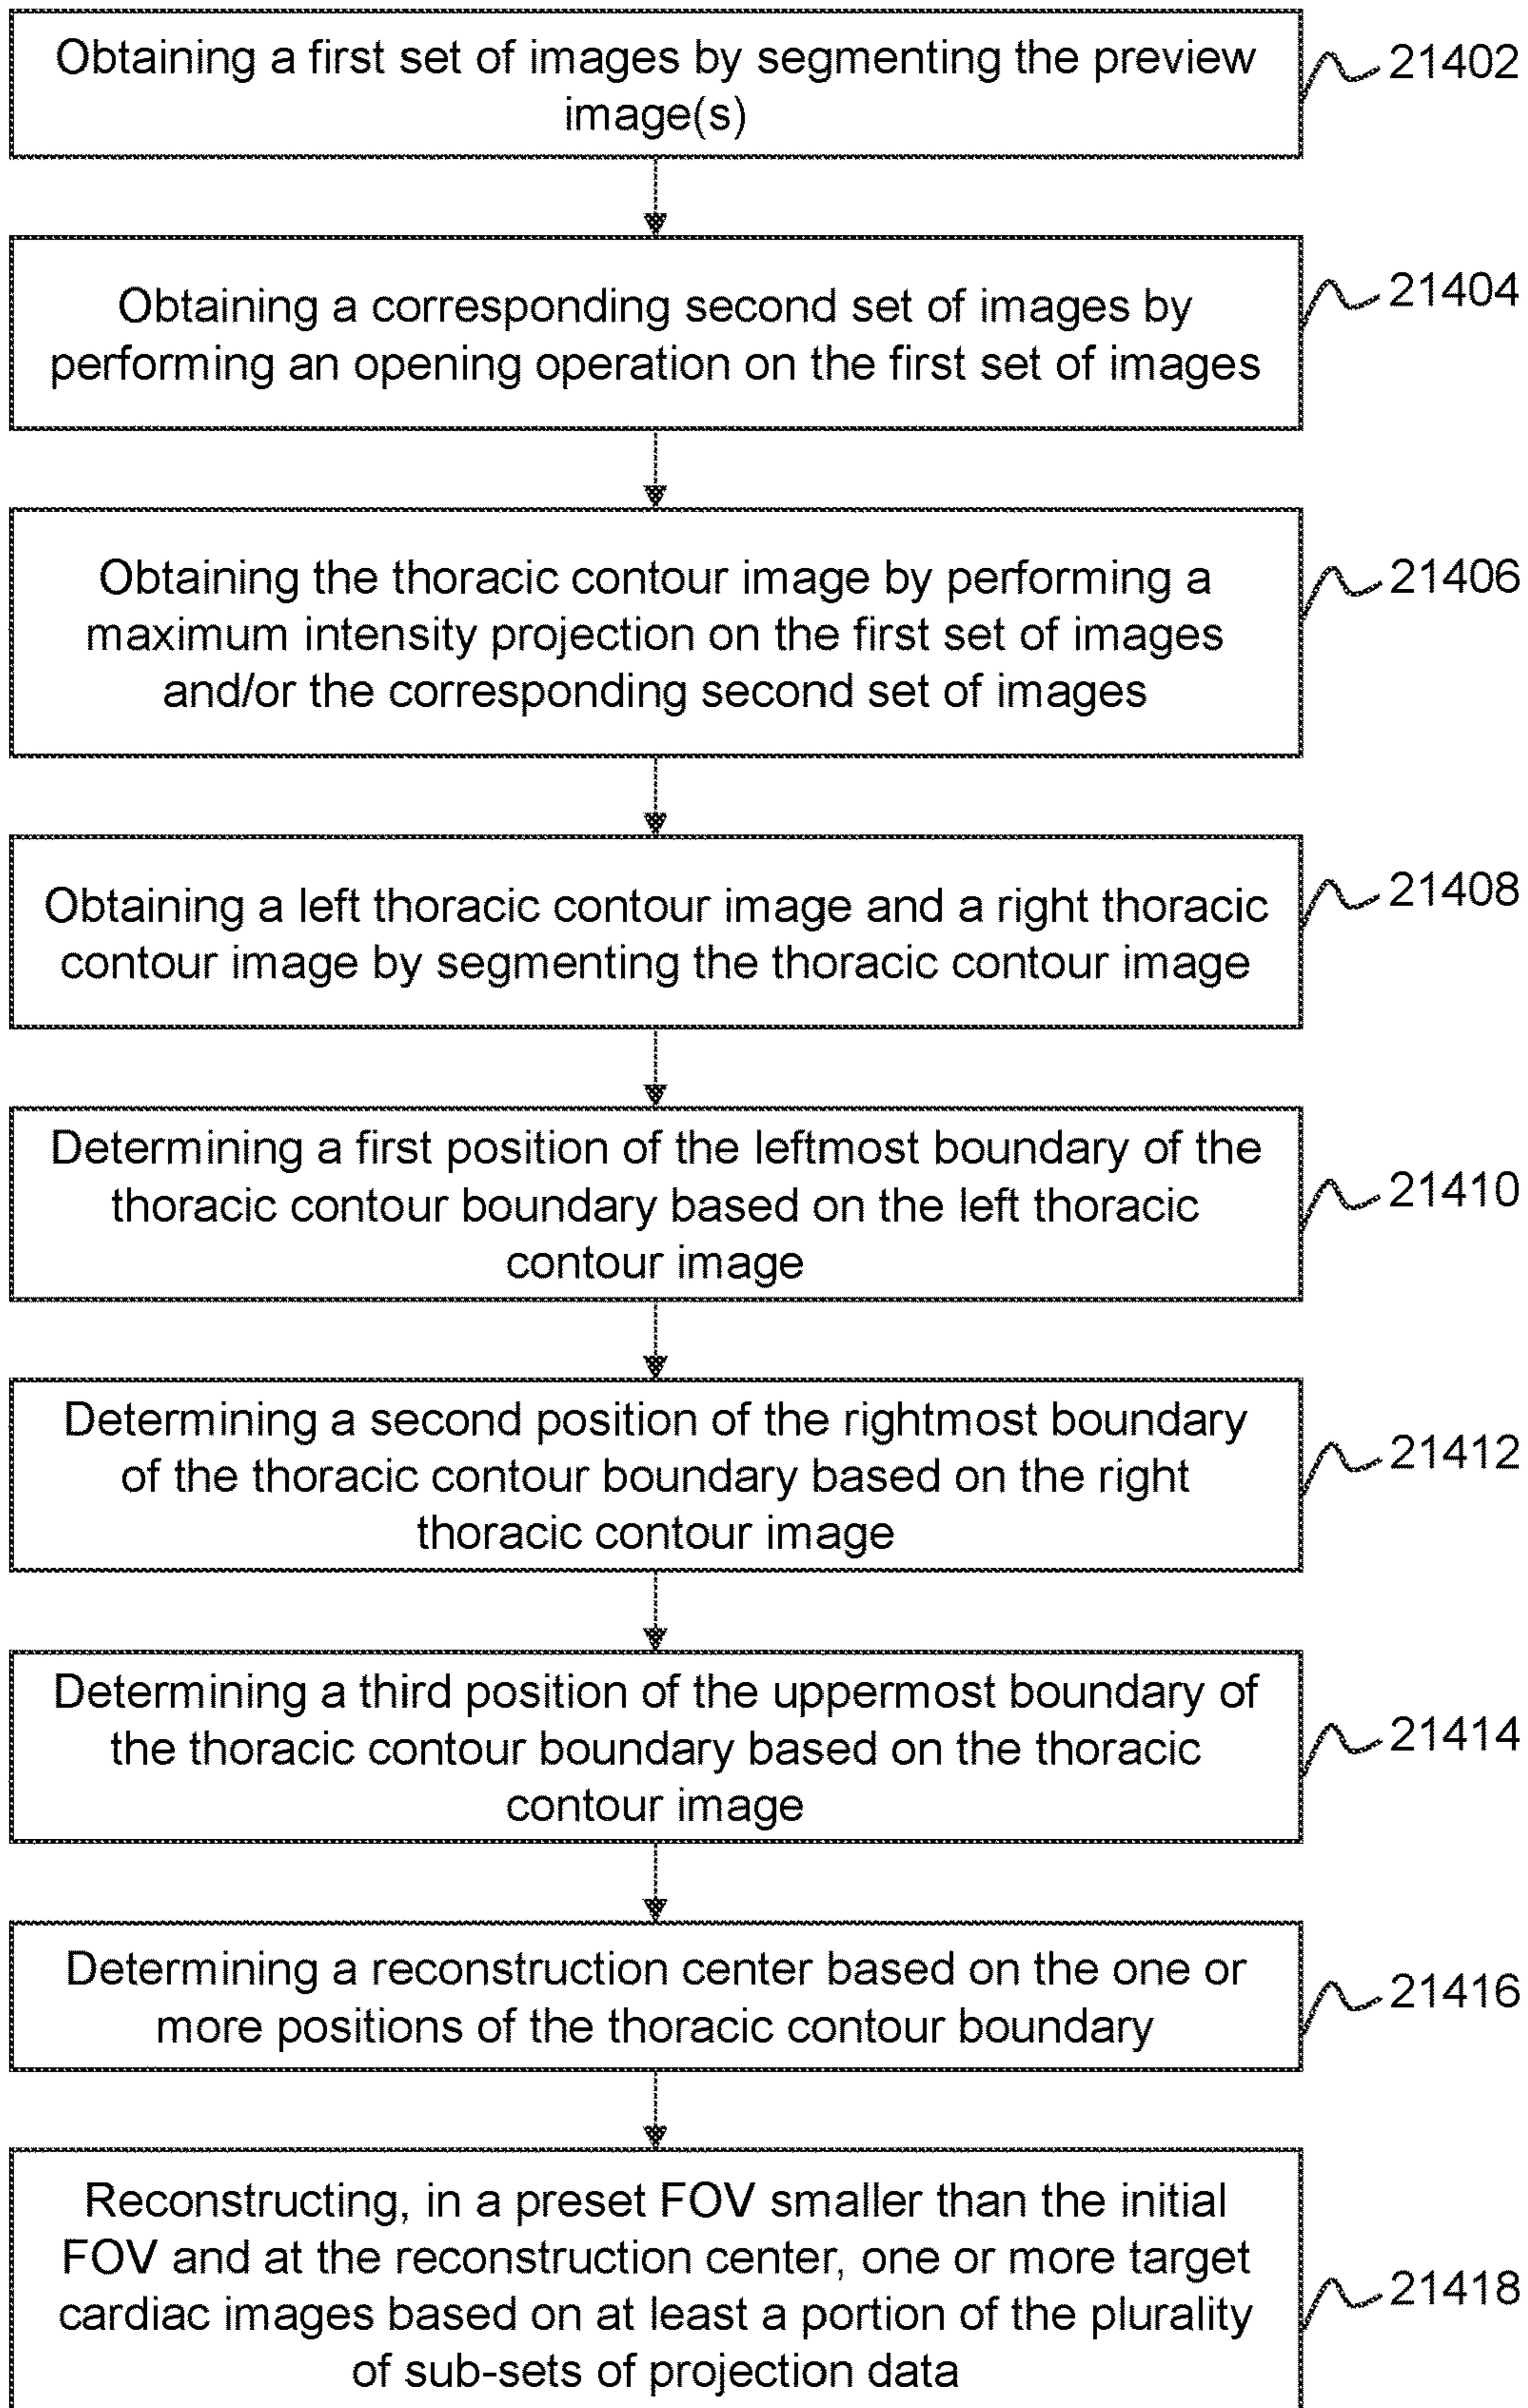 Obtaining a first set of images by segmenting the preview
image(s)
21402
Obtaining a corresponding second set of images by
performing an opening operation on the first set of images
21404
Obtaining the thoracic contour image by performing a
maximum intensity projection on the first set of images
and/or the corresponding second set of images
21406
Obtaining a left thoracic contour image and a right thoracic
contour image by segmenting the thoracic contour image
21408
Determining a first position of the leftmost boundary of the
thoracic contour boundary based on the left thoracic
contour image
21410
Determining a second position of the rightmost boundary
of the thoracic contour boundary based on the right
thoracic contour image
21412
Determining a third position of the uppermost boundary of
the thoracic contour boundary based on the thoracic
contour image
21414
Determining a reconstruction center based on the one or
more positions of the thoracic contour boundary
21416
Reconstructing, in a preset FOV smaller than the initial
FOV and at the reconstruction center, one or more target
cardiac images based on at least a portion of the plurality
of sub-sets of projection data
21418